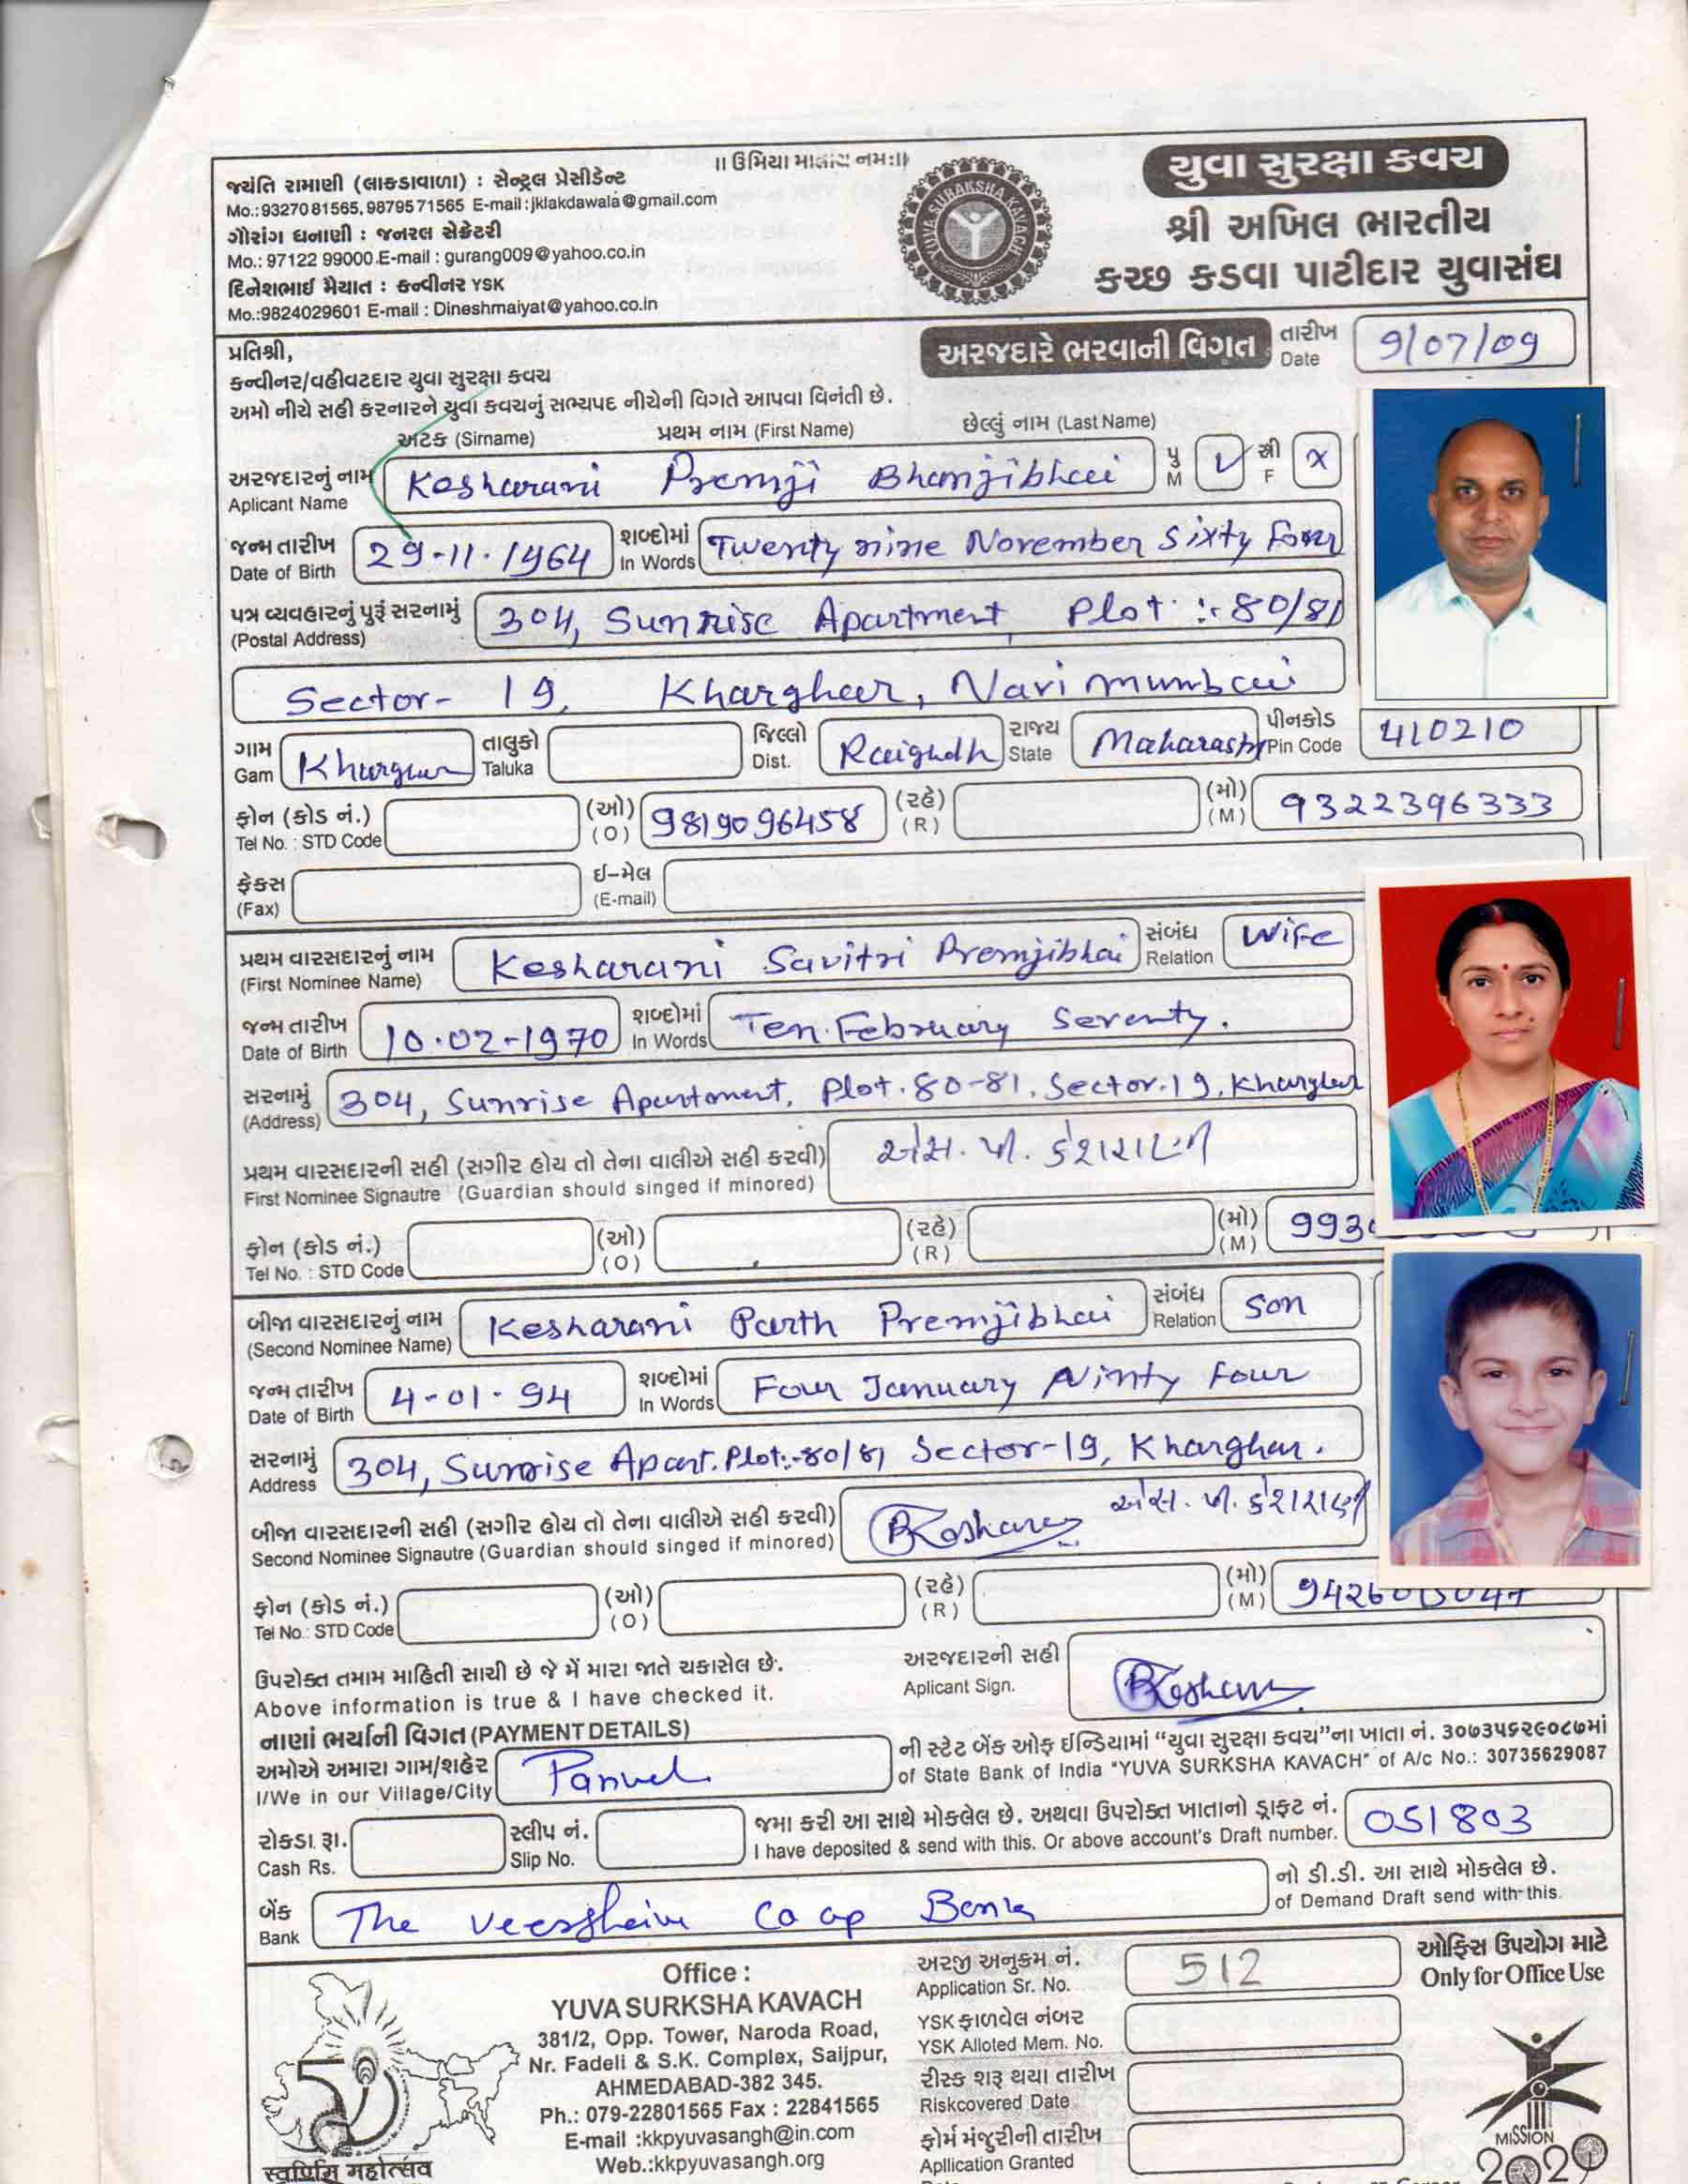 ॥ ઉમિયા માતાય નમઃ॥
જયંતિ રામાણી (લાકડાવાળા) : સેન્ટ્રલ પ્રેસીડેન્ટ
Mo.:9327081565,9879571565 E-mail:jklakdawala@gmail.com
ગૌરાંગ ધનાણી : જનરલ સેક્રેટરી
Mo.: 97122 99000.E-mail : gurang009@yahoo.co.in
દિનેશભાઈ મૈયાત : કન્વીનર YSK
Mo.:9824029601 E-mail : Dineshmaiyat@yahoo.co.in
YUVA SURAKSHA KAVACH
યુવા સુરક્ષા કવચ
શ્રી અખિલ ભારતીય
કચ્છ કડવા પાટીદાર યુવાસંઘ
પ્રતિશ્રી,
અરજદારે ભરવાની વિગત તારીખ Date 9/07/09
કન્વીનર/વહીવટદાર યુવા સુરક્ષા કવચ
અમો નીચે સહી કરનારને યુવા કવચનું સભ્યપદ નીચેની વિગતે આપવા વિનંતી છે.
અટક (Sirname) પ્રથમ નામ (First Name) છેલ્લું નામ (Last Name)
અરજદારનું નામ Kesharani Premji Bhanjibhai પુ ✓ સ્ત્રી X
Aplicant Name M F
જન્મ તારીખ 29-11-1964 શબ્દોમાં Twenty nine November Sixty Four
Date of Birth In Words
પત્ર વ્યવહારનું પુરૂં સરનામું 304, Sunrise Apartment, Plot :- 80/81
(Postal Address)
Sector- 19, Kharghar, Navi mumbai
ગામ Kharghar તાલુકો જિલ્લો Raighdh રાજ્ય Maharashtr પીનકોડ 410210
Gam Taluka Dist. State Pin Code
ફોન (કોડ નં.) (ઓ) 9819096458 (રહે) (મો) 9322396333
Tel No. : STD Code (O) (R) (M)
ફેક્સ ઈ-મેલ
(Fax) (E-mail)
પ્રથમ વારસદારનું નામ Kesharani Savitri Premjibhai સંબંધ Wife
(First Nominee Name) Relation
જન્મ તારીખ 10-02-1970 શબ્દોમાં Ten February Seventy.
Date of Birth In Words
સરનામું 304, Sunrise Apartment, Plot. 80-81, Sector-19, Kharghar
(Address)
પ્રથમ વારસદારની સહી (સગીર હોય તો તેના વાલીએ સહી કરવી) એસ. પી. કેશરાણી
First Nominee Signautre (Guardian should singed if minored)
ફોન (કોડ નં.) (ઓ) (રહે) (મો) 993
Tel No. : STD Code (O) (R) (M)
બીજા વારસદારનું નામ Kesharani Parth Premjibhai સંબંધ Son
(Second Nominee Name) Relation
જન્મ તારીખ 4-01-94 શબ્દોમાં Four January Ninty Four
Date of Birth In Words
સરનામું 304, Sunrise Apart. Plot:-80/81 Sector-19, Kharghar.
Address
બીજા વારસદારની સહી (સગીર હોય તો તેના વાલીએ સહી કરવી) એસ. પી. કેશરાણી
Second Nominee Signautre (Guardian should singed if minored)
ફોન (કોડ નં.) (ઓ) (રહે) (મો)
Tel No.: STD Code (O) (R) (M)
ઉપરોક્ત તમામ માહિતી સાચી છે જે મેં મારા જાતે ચકાસેલ છે. અરજદારની સહી
Above information is true & I have checked it. Aplicant Sign.
નાણાં ભર્યાની વિગત (PAYMENT DETAILS)
અમોએ અમારા ગામ/શહેર Panvel ની સ્ટેટ બેંક ઓફ ઈન્ડિયામાં "યુવા સુરક્ષા કવચ"ના ખાતા નં. ૩૦૭૩૫૬૨૯૦૮૭માં
I/We in our Village/City of State Bank of India "YUVA SURKSHA KAVACH" of A/c No.: 30735629087
રોકડા રૂા. સ્લીપ નં. જમા કરી આ સાથે મોકલેલ છે. અથવા ઉપરોક્ત ખાતાનો ડ્રાફ્ટ નં. 051803
Cash Rs. Slip No. I have deposited & send with this. Or above account's Draft number.
બેંક The Co op Bank નો ડી.ડી. આ સાથે મોકલેલ છે.
Bank of Demand Draft send with-this.
Office :
YUVA SURKSHA KAVACH
381/2, Opp. Tower, Naroda Road,
Nr. Fadeli & S.K. Complex, Saijpur,
AHMEDABAD-382 345.
Ph.: 079-22801565 Fax : 22841565
E-mail :kkpyuvasangh@in.com
Web.:kkpyuvasangh.org
અરજી અનુક્રમ નં. 512
Application Sr. No.
YSK ફાળવેલ નંબર
YSK Alloted Mem. No.
રીસ્ક શરૂ થયા તારીખ
Riskcovered Date
ફોર્મ મંજુરીની તારીખ
Apllication Granted
ઓફિસ ઉપયોગ માટે
Only for Office Use
स्वर्णिम महोत्सव
MISSION
2020